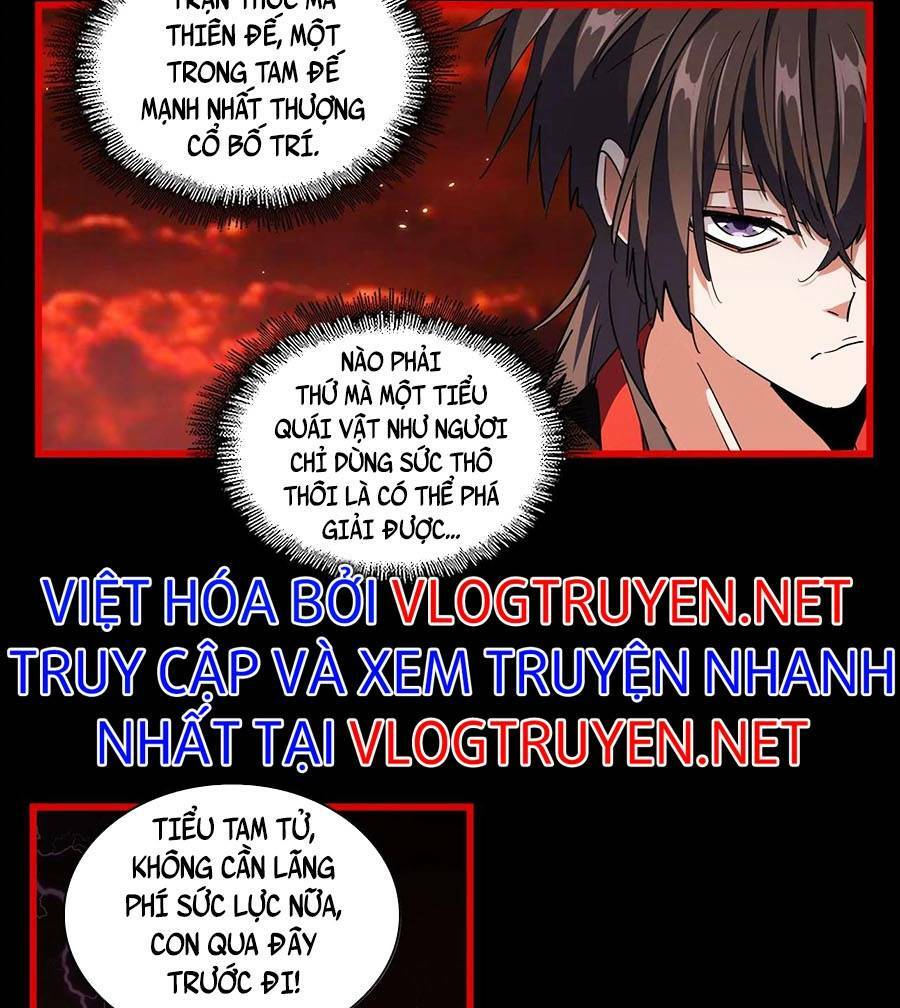 TRẬN THỨC MÀ
THIÊN ĐẾ, MỘT
TRONG TAM ĐẾ
MẠNH NHẤT THƯỢNG
CỔ BỐ TRÍ.
NÀO PHẢI
THỨ MÀ MỘT TIỂU
QUÁI VẬT NHƯ NGƯƠI
CHỈ DÙNG SỨC THÔ
THÔI LÀ CÓ THỂ PHÁ
GIẢI ĐƯỢC...
VIỆT HÓA BỞI VLOGTRUYEN.NET
TRUY CẬP VÀ XEM TRUYỆN NHANH
NHẤT TẠI VLOGTRUYEN.NET
TIỂU TAM TỬ,
KHÔNG CẦN LÃNG
PHÍ SỨC LỰC NỮA,
CON QUA ĐÂY
TRƯỚC ĐI!